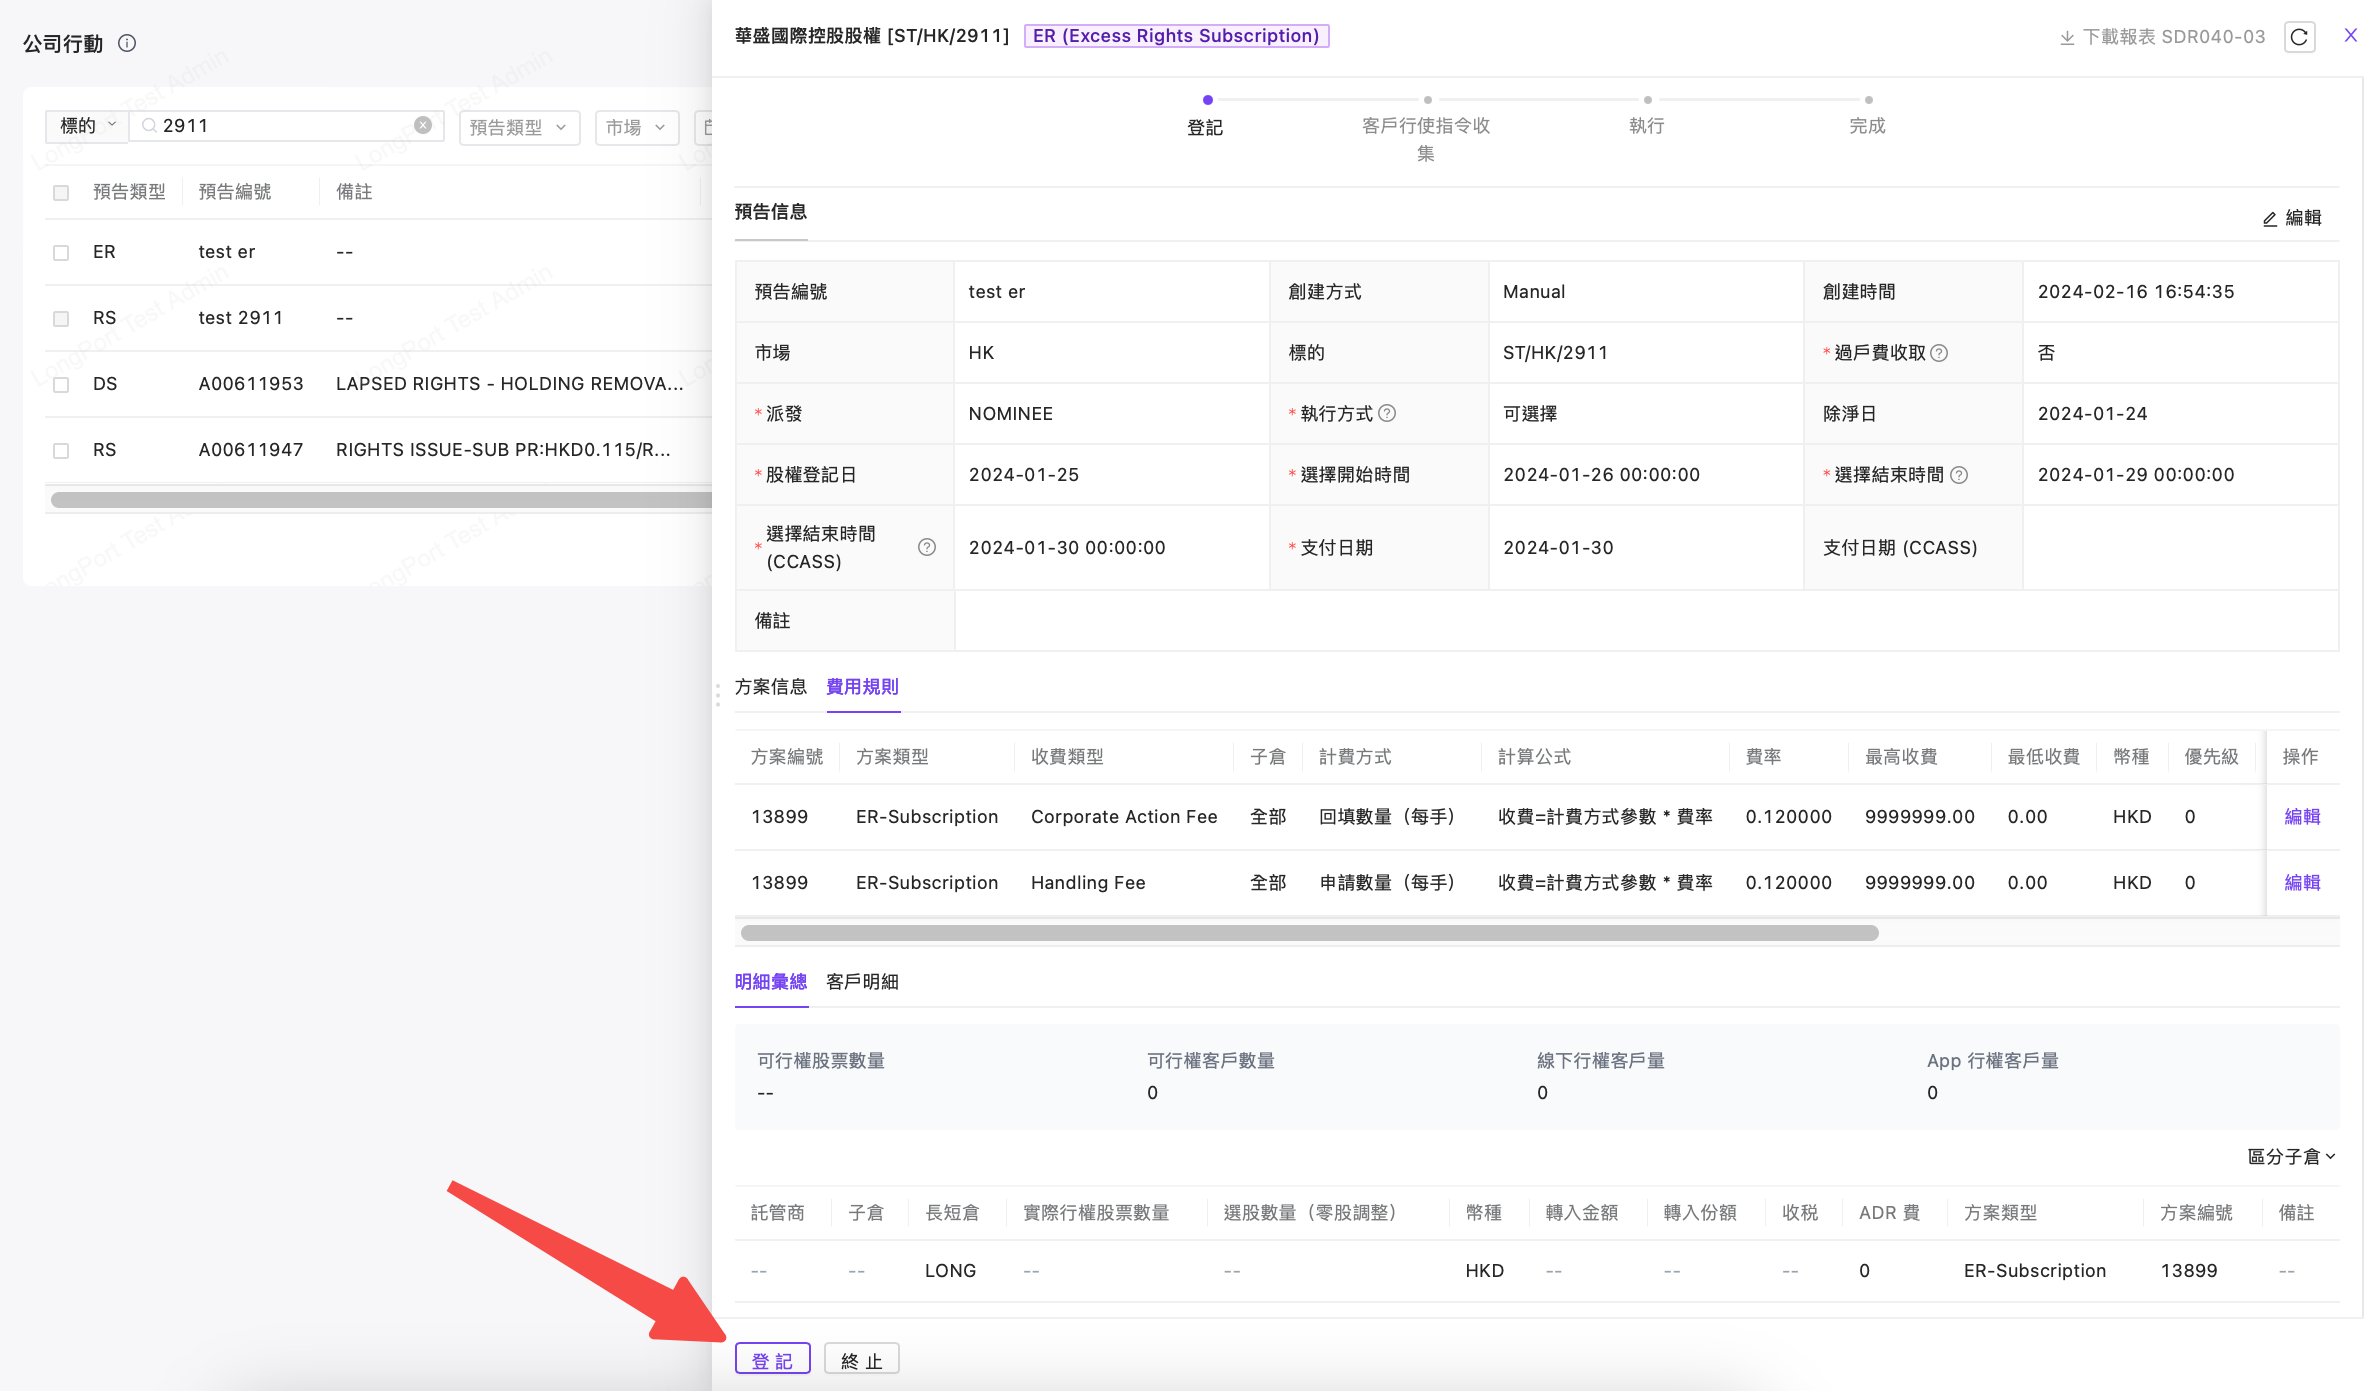 公司行動
標的 2911 預告類型 市場
預告類型 預告編號 備註
ER test er --
RS test 2911 --
DS A00611953 LAPSED RIGHTS - HOLDING REMOVA...
RS A00611947 RIGHTS ISSUE-SUB PR:HKD0.115/R...
LongPort Test Admin
華盛國際控股股權 [ST/HK/2911] ER (Excess Rights Subscription) 下載報表 SDR040-03
登記 客戶行使指令收集 執行 完成
預告信息 編輯
預告編號 test er 創建方式 Manual 創建時間 2024-02-16 16:54:35
市場 HK 標的 ST/HK/2911 *過戶費收取 否
*派發 NOMINEE *執行方式 可選擇 除淨日 2024-01-24
*股權登記日 2024-01-25 *選擇開始時間 2024-01-26 00:00:00 *選擇結束時間 2024-01-29 00:00:00
*選擇結束時間 (CCASS) 2024-01-30 00:00:00 *支付日期 2024-01-30 支付日期 (CCASS)
備註
方案信息 費用規則
方案編號 方案類型 收費類型 子倉 計費方式 計算公式 費率 最高收費 最低收費 幣種 優先級 操作
13899 ER-Subscription Corporate Action Fee 全部 回填數量（每手） 收費=計費方式參數 * 費率 0.120000 9999999.00 0.00 HKD 0 編輯
13899 ER-Subscription Handling Fee 全部 申請數量（每手） 收費=計費方式參數 * 費率 0.120000 9999999.00 0.00 HKD 0 編輯
明細彙總 客戶明細
可行權股票數量 可行權客戶數量 線下行權客戶量 App 行權客戶量
-- 0 0 0
區分子倉
託管商 子倉 長短倉 實際行權股票數量 選股數量（零股調整） 幣種 轉入金額 轉入份額 收税 ADR 費 方案類型 方案編號 備註
-- -- LONG -- -- HKD -- -- -- 0 ER-Subscription 13899 --
登 記 終 止